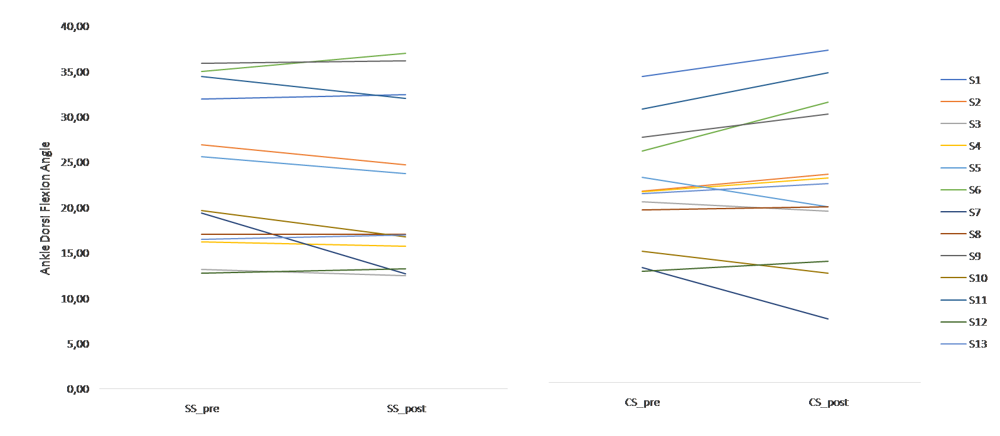 40,00
35,00
30,00
25,00
20,00
15,00
10,00
5,00
0,00
Ankle Dorsi Flexion Angle
SS_pre
SS_post
CS_pre
CS_post
S1
S2
S3
S4
S5
S6
S7
S8
S9
S10
S11
S12
S13